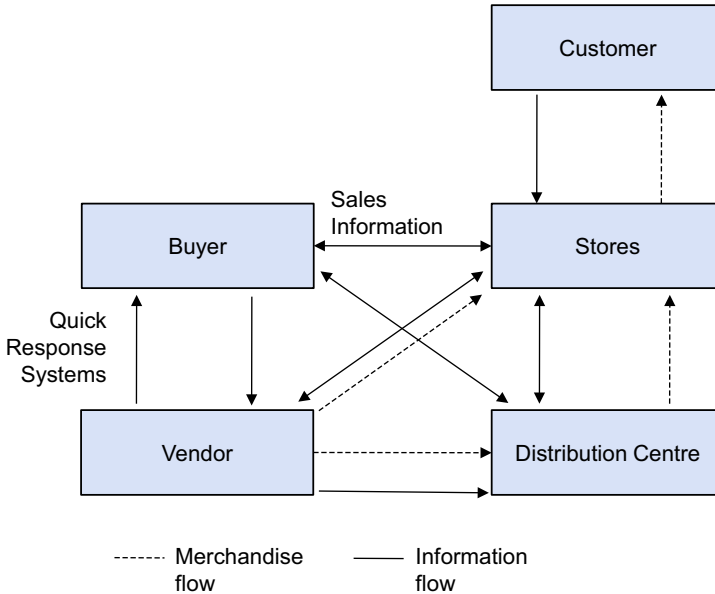 Customer
Sales
Information
Buyer
Stores
Quick
Response
Systems
Vendor
Distribution Centre
Merchandise
flow
Information
flow